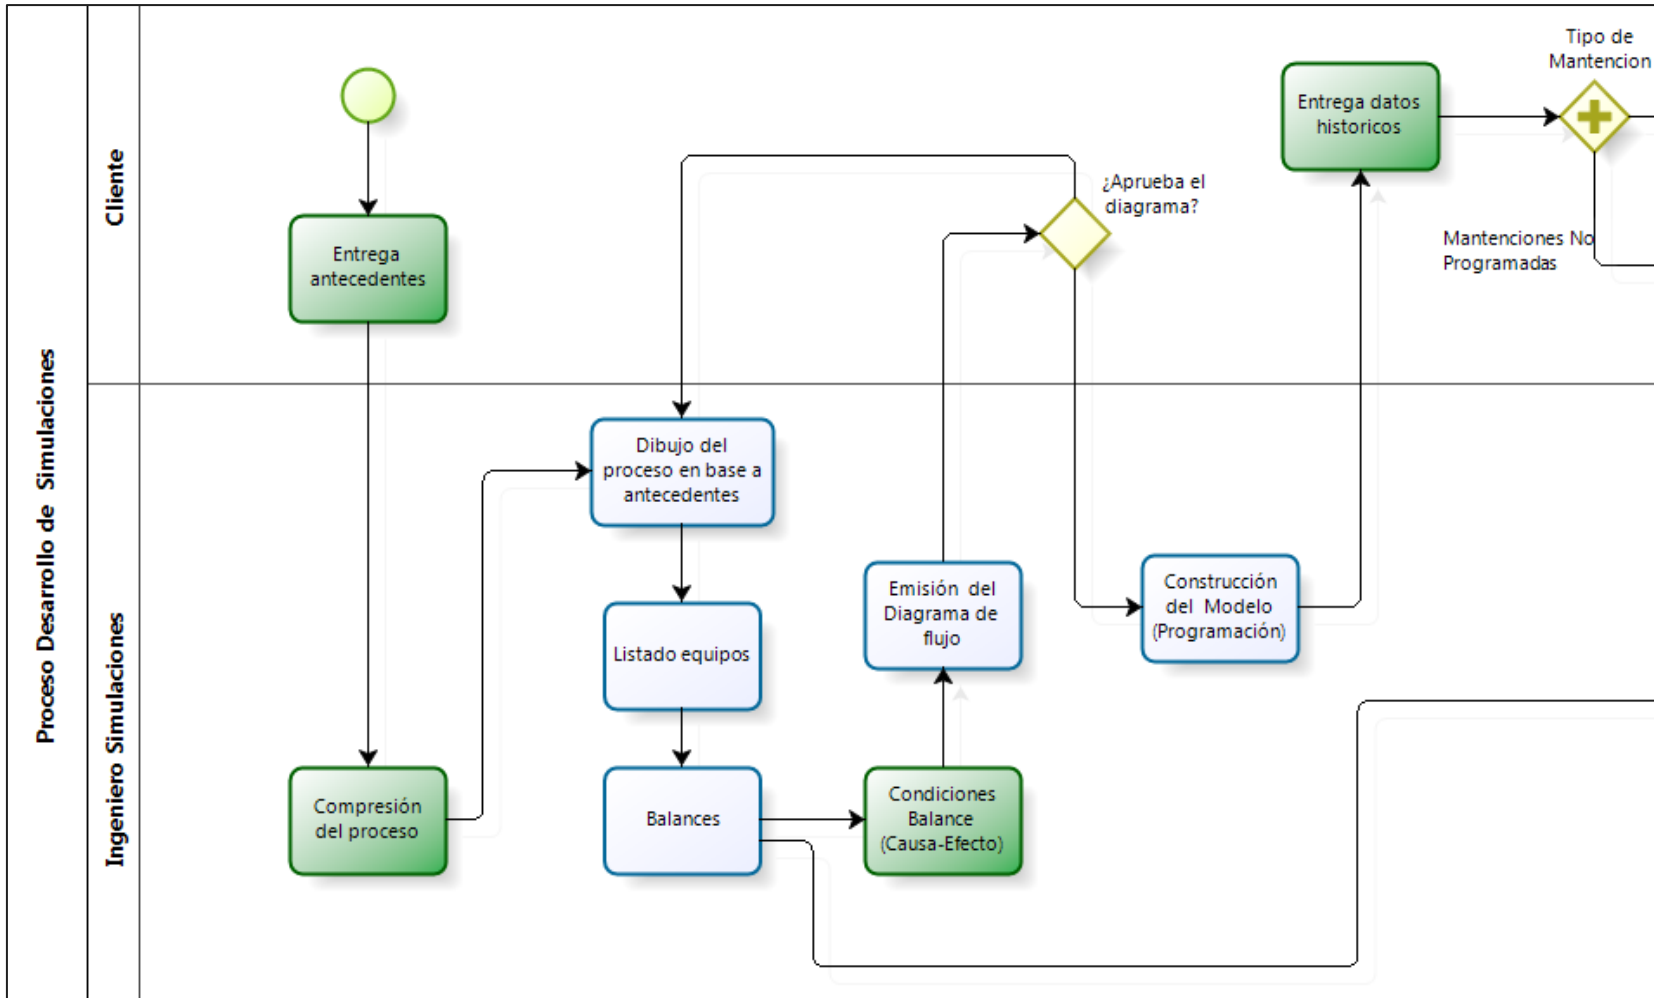 Proceso Desarrollo de Simulaciones
Cliente
Ingeniero Simulaciones
Entrega
antecedentes
¿Aprueba el
diagrama?
Entrega datos
historicos
Tipo de
Mantencion
Mantenciones No
Programadas
Dibujo del
proceso en base a
antecedentes
Listado equipos
Balances
Compresión
del proceso
Condiciones
Balance
(Causa-Efecto)
Emisión del
Diagrama de
flujo
Construcción
del Modelo
(Programación)